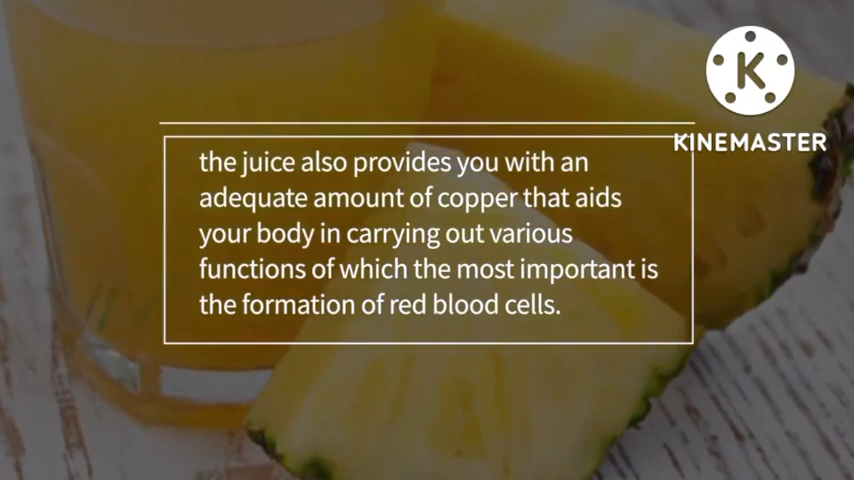 K
KINEMASTER
the juice also provides you with an
adequate amount of copper that aids
your body in carrying out various
functions of which the most important is
the formation of red blood cells.